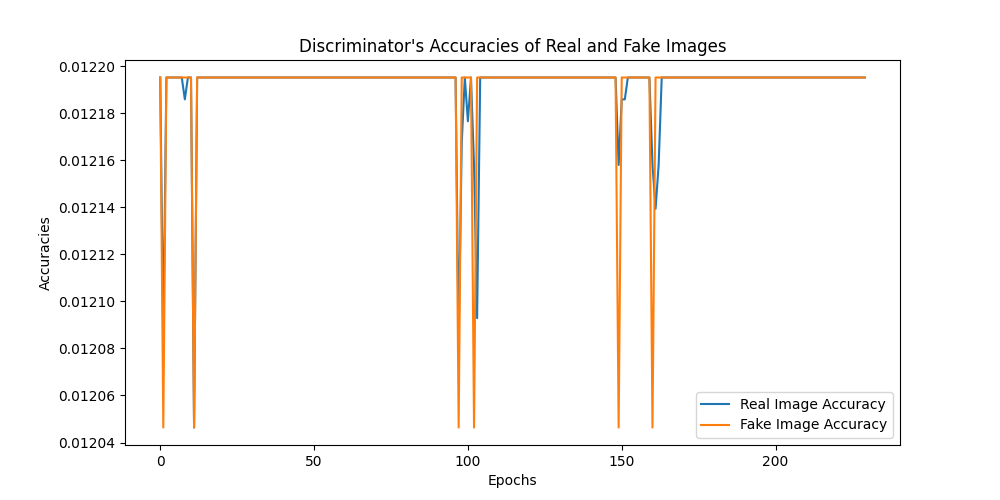 Discriminator's Accuracies of Real and Fake Images
0.01220
0.01218
0.01216
0.01214
0.01212
0.01210
0.01208
0.01206
0.01204
Accuracies
0 50 100 150 200
Epochs
Real Image Accuracy
Fake Image Accuracy